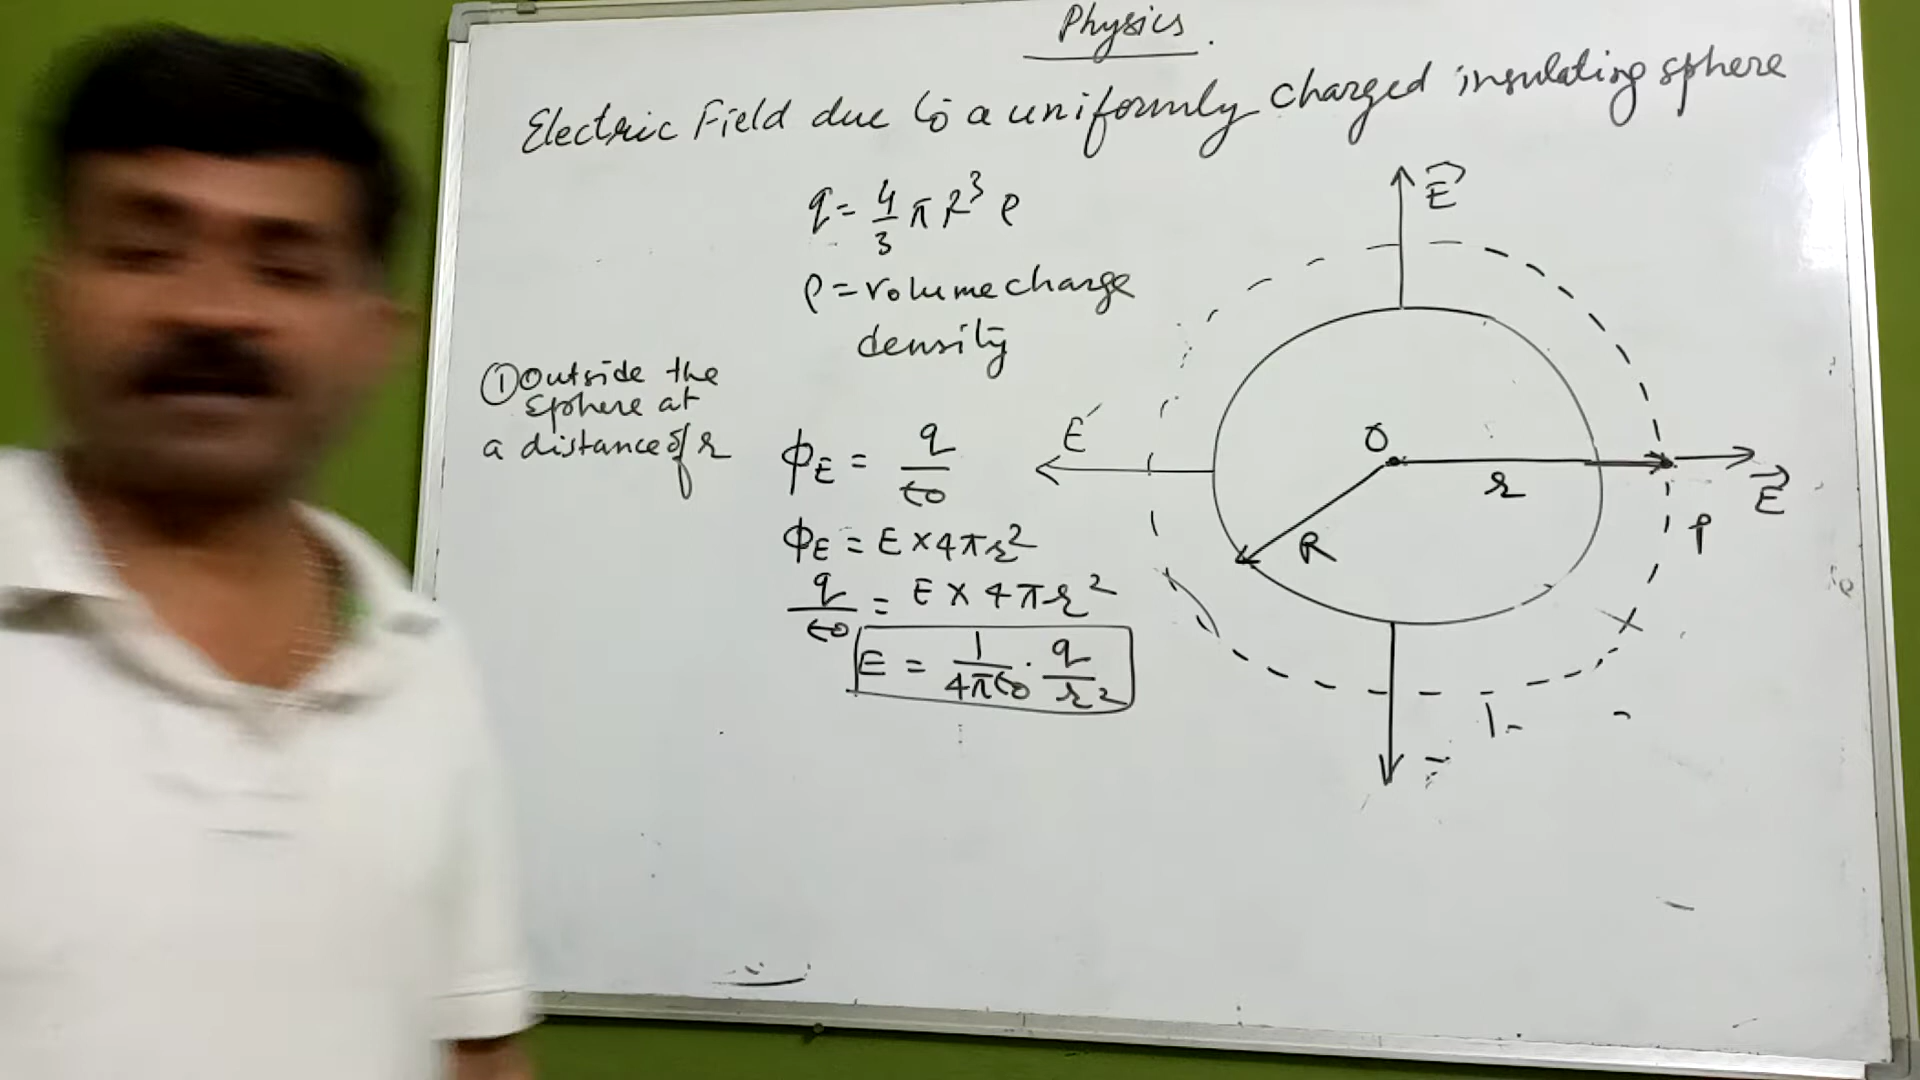 Physics.
Electric Field due to a uniformly charged insulating sphere
q = 4/3 π R³ ρ
ρ = volume charge
density
① Outside the
sphere at
a distance of r
ϕE = q/ϵ0
ϕE = E × 4πr²
q/ϵ0 = E × 4πr²
E = 1/4πϵ0 · q/r²
E⃗
E
O
r
E⃗
R
P